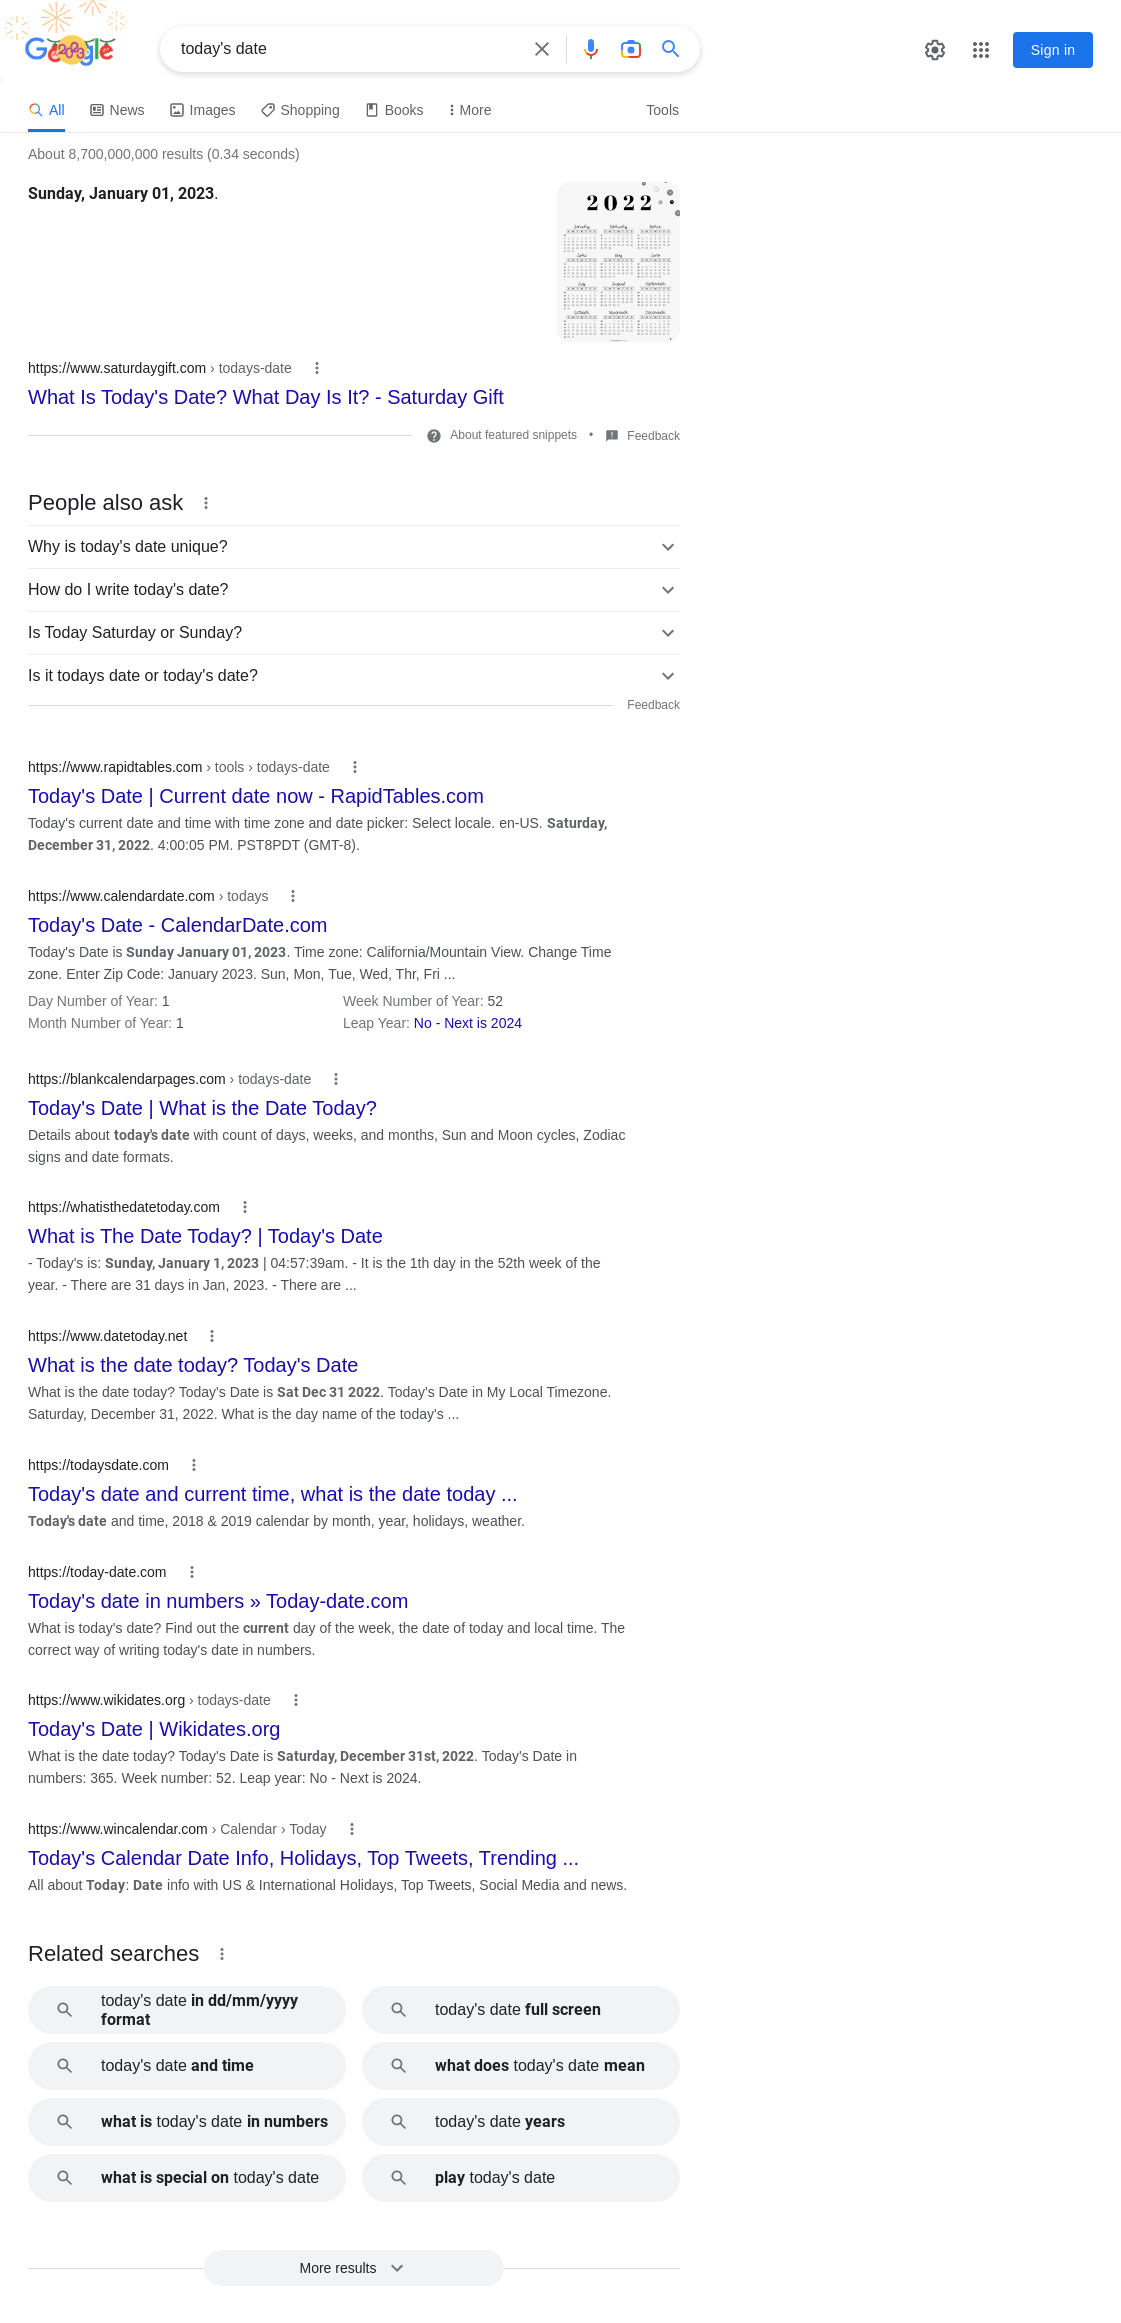 Google
today's date
Sign in
All
News
Images
Shopping
Books
More
Tools
About 8,700,000,000 results (0.34 seconds)
Sunday, January 01, 2023.
2022
https://www.saturdaygift.com › todays-date
What Is Today's Date? What Day Is It? - Saturday Gift
About featured snippets
•
Feedback
People also ask
Why is today's date unique?
How do I write today's date?
Is Today Saturday or Sunday?
Is it todays date or today's date?
Feedback
https://www.rapidtables.com › tools › todays-date
Today's Date | Current date now - RapidTables.com
Today's current date and time with time zone and date picker: Select locale. en-US. Saturday,
December 31, 2022. 4:00:05 PM. PST8PDT (GMT-8).
https://www.calendardate.com › todays
Today's Date - CalendarDate.com
Today's Date is Sunday January 01, 2023. Time zone: California/Mountain View. Change Time
zone. Enter Zip Code: January 2023. Sun, Mon, Tue, Wed, Thr, Fri ...
Day Number of Year: 1
Week Number of Year: 52
Month Number of Year: 1
Leap Year: No - Next is 2024
https://blankcalendarpages.com › todays-date
Today's Date | What is the Date Today?
Details about today's date with count of days, weeks, and months, Sun and Moon cycles, Zodiac
signs and date formats.
https://whatisthedatetoday.com
What is The Date Today? | Today's Date
- Today's is: Sunday, January 1, 2023 | 04:57:39am. - It is the 1th day in the 52th week of the
year. - There are 31 days in Jan, 2023. - There are ...
https://www.datetoday.net
What is the date today? Today's Date
What is the date today? Today's Date is Sat Dec 31 2022. Today's Date in My Local Timezone.
Saturday, December 31, 2022. What is the day name of the today's ...
https://todaysdate.com
Today's date and current time, what is the date today ...
Today's date and time, 2018 & 2019 calendar by month, year, holidays, weather.
https://today-date.com
Today's date in numbers » Today-date.com
What is today's date? Find out the current day of the week, the date of today and local time. The
correct way of writing today's date in numbers.
https://www.wikidates.org › todays-date
Today's Date | Wikidates.org
What is the date today? Today's Date is Saturday, December 31st, 2022. Today's Date in
numbers: 365. Week number: 52. Leap year: No - Next is 2024.
https://www.wincalendar.com › Calendar › Today
Today's Calendar Date Info, Holidays, Top Tweets, Trending ...
All about Today: Date info with US & International Holidays, Top Tweets, Social Media and news.
Related searches
today's date in dd/mm/yyyy
format
today's date full screen
today's date and time
what does today's date mean
what is today's date in numbers
today's date years
what is special on today's date
play today's date
More results